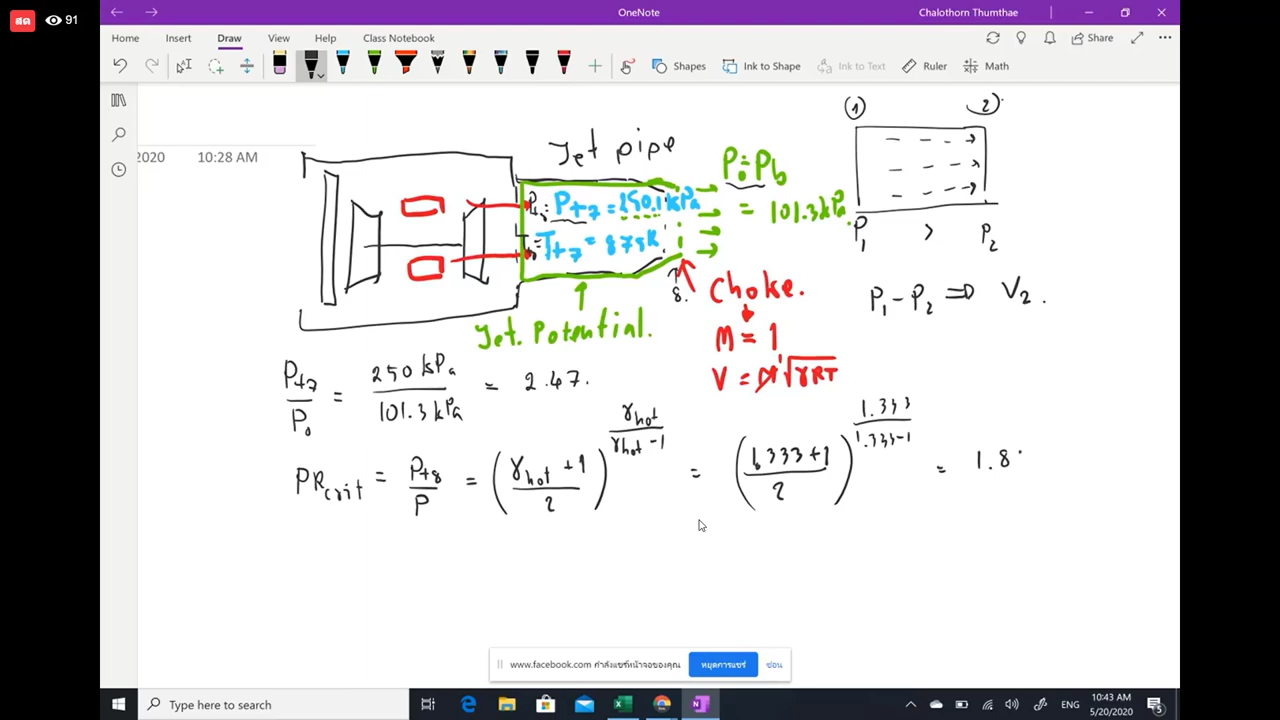 สด 91
OneNote
Chalothorn Thumthae
Home Insert Draw View Help Class Notebook
Share
Shapes Ink to Shape Ink to Text Ruler Math
2020 10:28 AM
1 2
Jet pipe
P0 = Pb
= 101.3 kPa
Pt7 = 250.1 kPa
Tt7 = 878K
P1 > P2
8.
Choke.
P1 - P2 ⇒ V2.
Jet. Potential.
M = 1
V = M √γRT
Pt7/P0 = 250 kPa/101.3 kPa = 2.47.
PRcrit = Pt8/P = ((γhot + 1)/2)^(γhot/(γhot - 1)) = ((1.333 + 1)/2)^(1.333/(1.333-1)) = 1.8
www.facebook.com กำลังแชร์หน้าจอของคุณ หยุดการแชร์ ซ่อน
Type here to search
ENG
10:43 AM
5/20/2020
5